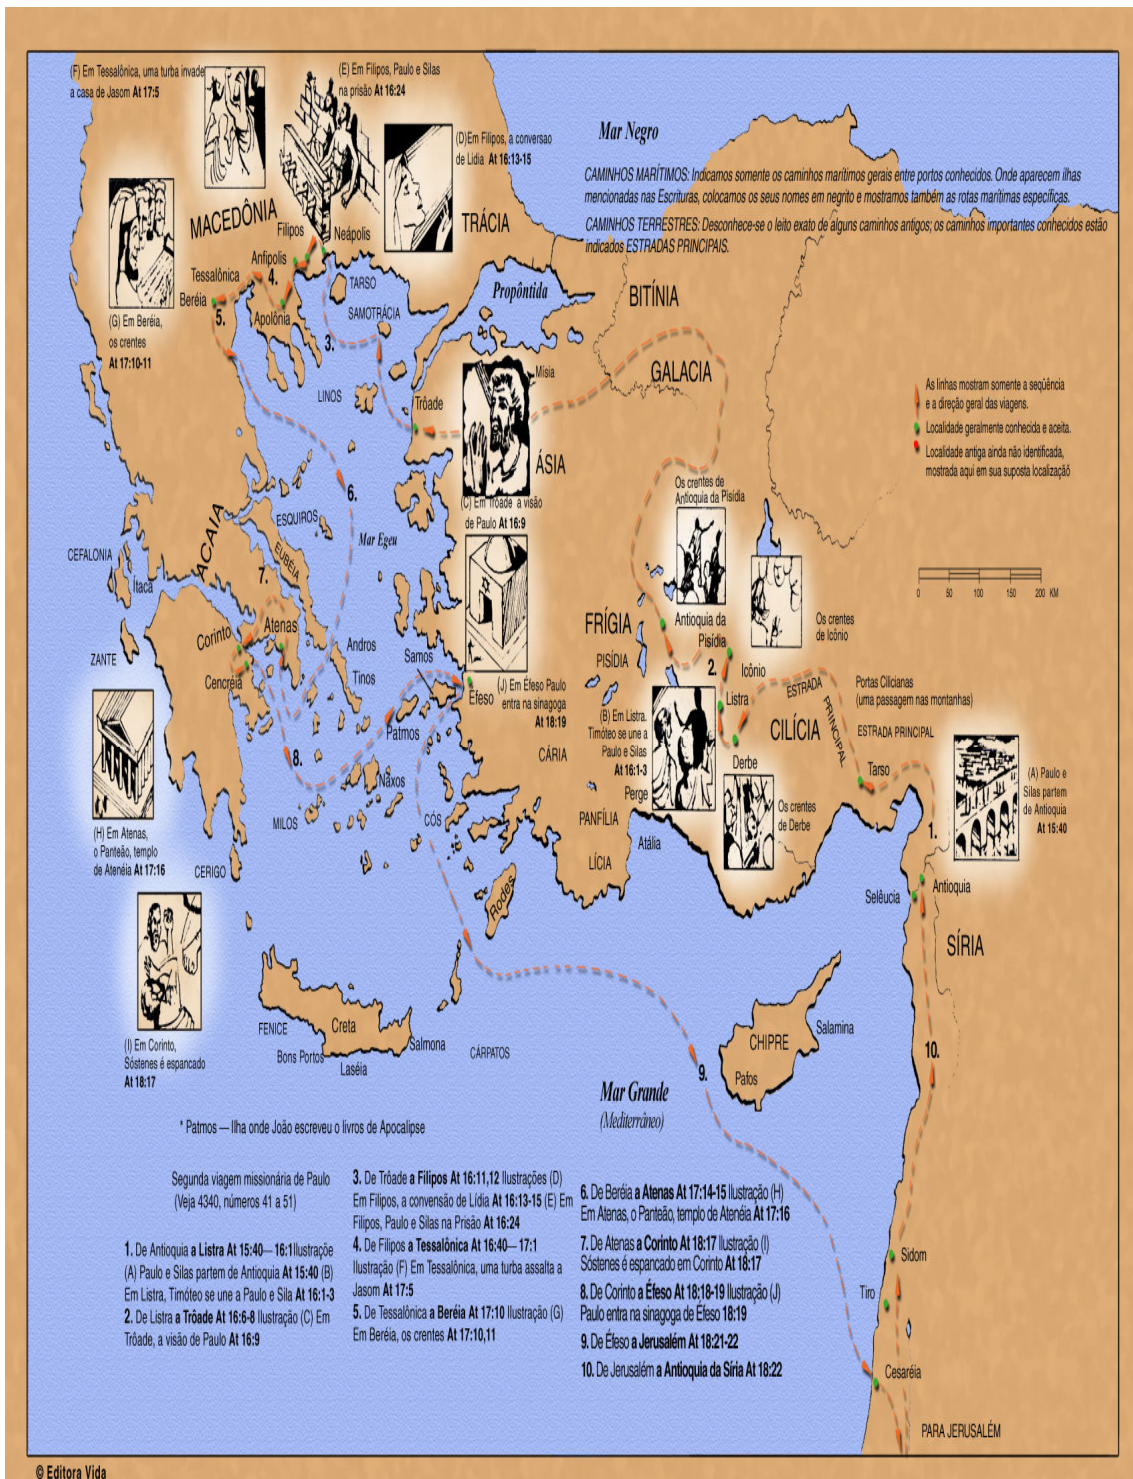 (F) Em Tessalônica, uma turba invade
a casa de Jasom At 17:5
(E) Em Filipos, Paulo e Silas
na prisão At 16:24
(D)Em Filipos, a conversao
de Lidia At 16:13-15
Mar Negro
CAMINHOS MARÍTIMOS: Indicamos somente os caminhos marítimos gerais entre portos conhecidos. Onde aparecem ilhas
mencionadas nas Escrituras, colocamos os seus nomes em negrito e mostramos também as rotas marítimas específicas.
CAMINHOS TERRESTRES: Desconhece-se o leito exato de alguns caminhos antigos; os caminhos importantes conhecidos estão
indicados ESTRADAS PRINCIPAIS.
MACEDÔNIA
TRÁCIA
Filipos
Neápolis
Anfipolis
4.
Tessalônica
Beréia
5.
Apolônia
TARSO
SAMOTRÁCIA
3.
Propôntida
BITÍNIA
(G) Em Beréia,
os crentes
At 17:10-11
LINOS
Trôade
Mísia
GALACIA
ÁSIA
As linhas mostram somente a seqüência
e a direção geral das viagens.
Localidade geralmente conhecida e aceita.
Localidade antiga ainda não identificada,
mostrada aqui em sua suposta localização
(C) Em Trôade a visão
de Paulo At 16:9
Os crentes de
Antioquia da Pisídia
6.
ESQUIROS
Mar Egeu
CEFALONIA
Itaca
ACAIA
EUBÉIA
7.
0 50 100 150 200 KM
Corinto
Atenas
Cencréia
ZANTE
Andros
Tinos
Samos
Éfeso
Patmos
(J) Em Éfeso Paulo
entra na sinagoga
At 18:19
FRÍGIA
PISÍDIA
Antioquia da
Pisídia
2.
Icônio
Os crentes
de Icônio
Listra
ESTRADA
PRINCIPAL
Portas Cilicianas
(uma passagem nas montanhas)
ESTRADA PRINCIPAL
CILÍCIA
(B) Em Listra,
Timóteo se une a
Paulo e Silas
At 16:1-3
Derbe
Tarso
(A) Paulo e
Silas partem
de Antioquia
At 15:40
1.
8.
CÁRIA
Naxos
MILOS
CÓS
Perge
PANFÍLIA
Atália
LÍCIA
Os crentes
de Derbe
(H) Em Atenas,
o Panteão, templo
de Atenéia At 17:16
CERIGO
Rodes
Selêucia
Antioquia
SÍRIA
(I) Em Corinto,
Sóstenes é espancado
At 18:17
FENICE
Creta
Bons Portos
Laséia
Salmona
CÁRPATOS
CHIPRE
Salamina
Pafos
9.
10.
Mar Grande
(Mediterrâneo)
* Patmos — Ilha onde João escreveu o livros de Apocalipse
Segunda viagem missionária de Paulo
(Veja 4340, números 41 a 51)
1. De Antioquia a Listra At 15:40— 16:1Ilustraçõe
(A) Paulo e Silas partem de Antioquia At 15:40 (B)
Em Listra, Timóteo se une a Paulo e Sila At 16:1-3
2. De Listra a Trôade At 16:6-8 Ilustração (C) Em
Trôade, a visão de Paulo At 16:9
3. De Trôade a Filipos At 16:11,12 Ilustrações (D)
Em Filipos, a convensão de Lídia At 16:13-15 (E) Em
Filipos, Paulo e Silas na Prisão At 16:24
4. De Filipos a Tessalônica At 16:40— 17:1
Ilustração (F) Em Tessalônica, uma turba assalta a
Jasom At 17:5
5. De Tessalônica a Beréia At 17:10 Ilustração (G)
Em Beréia, os crentes At 17:10,11
6. De Beréia a Atenas At 17:14-15 Ilustração (H)
Em Atenas, o Panteão, templo de Atenéia At 17:16
7. De Atenas a Corinto At 18:17 Ilustração (I)
Sóstenes é espancado em Corinto At 18:17
8. De Corinto a Éfeso At 18:18-19 Ilustração (J)
Paulo entra na sinagoga de Éfeso 18:19
9. De Éfeso a Jerusalém At 18:21-22
10. De Jerusalém a Antioquia da Síria At 18:22
Sidom
Tiro
Cesaréia
PARA JERUSALÉM
© Editora Vida